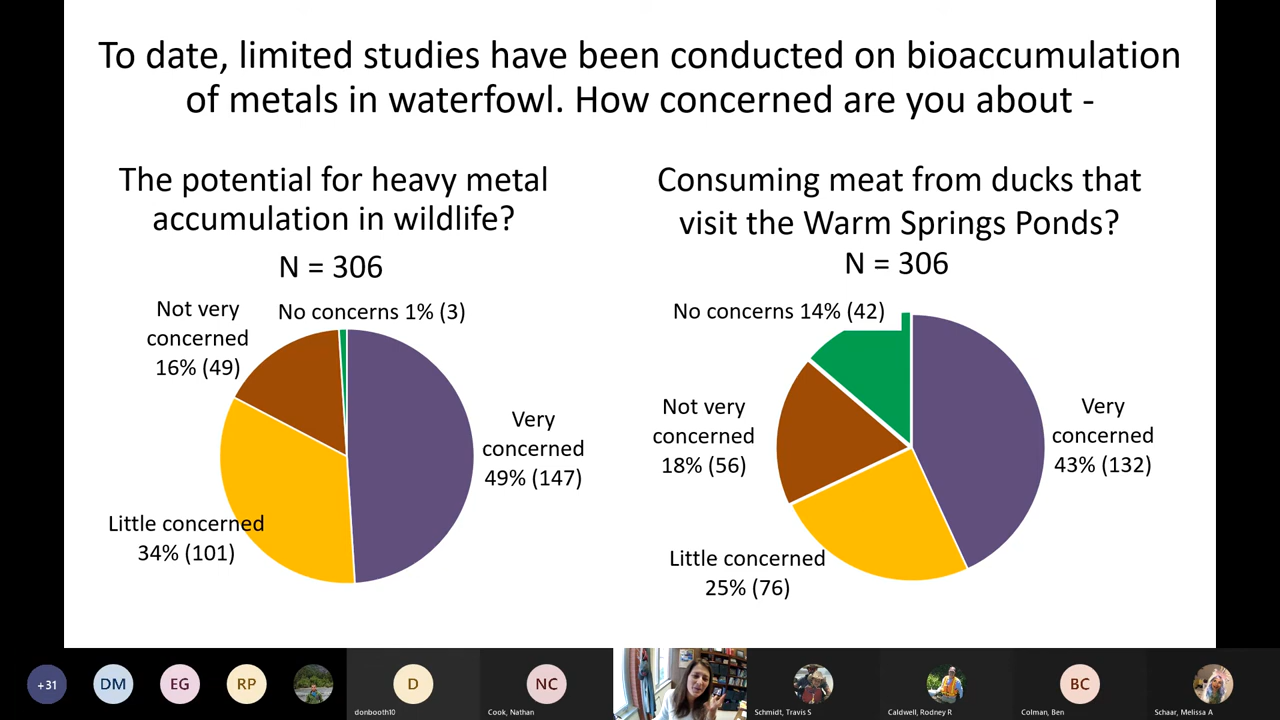 To date, limited studies have been conducted on bioaccumulation
of metals in waterfowl. How concerned are you about -
The potential for heavy metal
accumulation in wildlife?
N = 306
Not very
concerned
16% (49)
No concerns 1% (3)
Very
concerned
49% (147)
Little concerned
34% (101)
Consuming meat from ducks that
visit the Warm Springs Ponds?
N = 306
No concerns 14% (42)
Not very
concerned
18% (56)
Very
concerned
43% (132)
Little concerned
25% (76)
+31
DM
EG
RP
D
donbooth10
NC
Cook, Nathan
Schmidt, Travis S
Caldwell, Rodney R
BC
Colman, Ben
Schaar, Melissa A